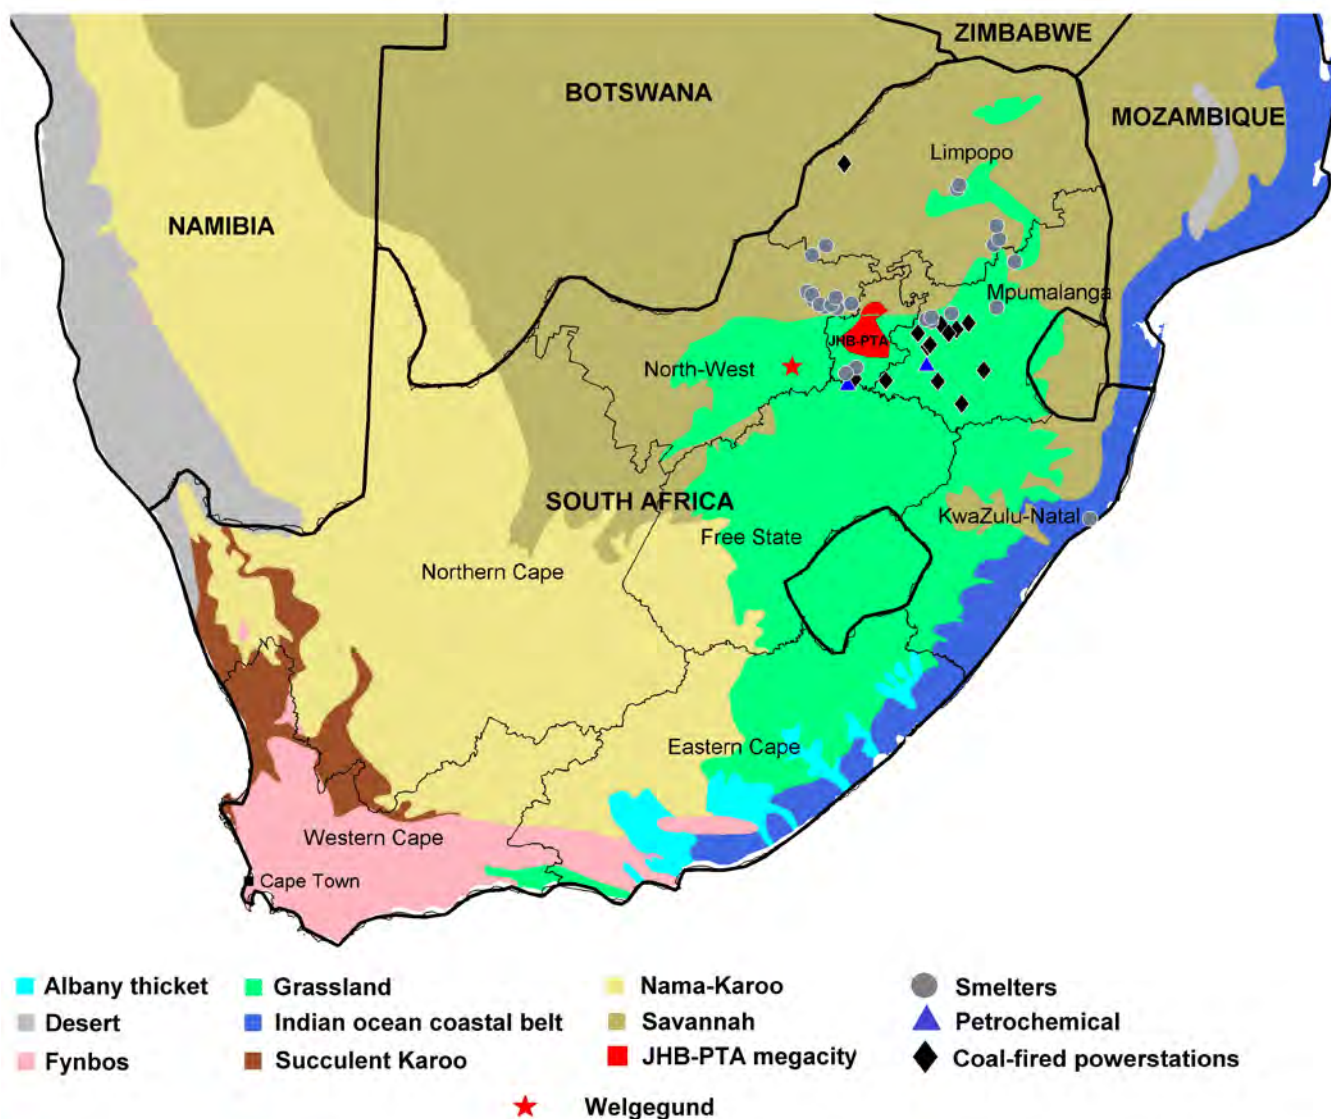 ZIMBABWE
BOTSWANA
MOZAMBIQUE
Limpopo
NAMIBIA
Mpumalanga
JHB-PTA
North-West
SOUTH AFRICA
KwaZulu-Natal
Free State
Northern Cape
Eastern Cape
Western Cape
Cape Town
Albany thicket
Grassland
Nama-Karoo
Smelters
Desert
Indian ocean coastal belt
Savannah
Petrochemical
Fynbos
Succulent Karoo
JHB-PTA megacity
Coal-fired powerstations
Welgegund